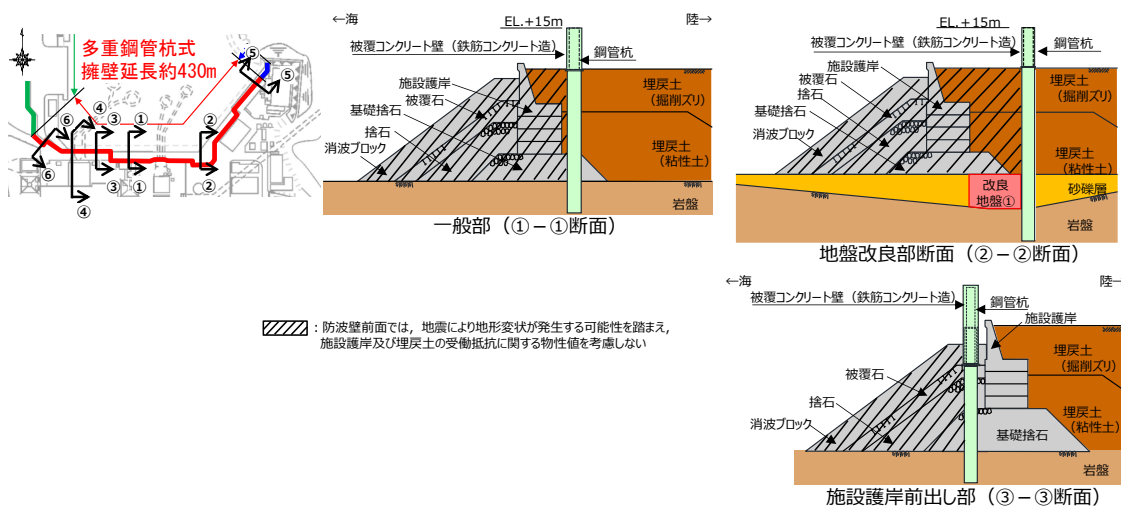 多重鋼管杭式
擁壁延長約430m
⑤
⑤
④
③
①
②
⑥
⑥
③
①
②
④
←海
陸→
EL.+15m
被覆コンクリート壁（鉄筋コンクリート造）
鋼管杭
施設護岸
被覆石
基礎捨石
捨石
消波ブロック
埋戻土
（掘削ズリ）
埋戻土
（粘性土）
岩盤
一般部（①－①断面）
←海
陸→
EL.+15m
被覆コンクリート壁（鉄筋コンクリート造）
鋼管杭
施設護岸
被覆石
捨石
基礎捨石
消波ブロック
埋戻土
（掘削ズリ）
埋戻土
（粘性土）
改良
地盤①
砂礫層
岩盤
地盤改良部断面（②－②断面）
←海
陸→
被覆コンクリート壁（鉄筋コンクリート造）
鋼管杭
施設護岸
被覆石
捨石
消波ブロック
埋戻土
（掘削ズリ）
埋戻土
（粘性土）
基礎捨石
岩盤
施設護岸前出し部（③－③断面）
：防波壁前面では，地震により地形変状が発生する可能性を踏まえ，
施設護岸及び埋戻土の受働抵抗に関する物性値を考慮しない